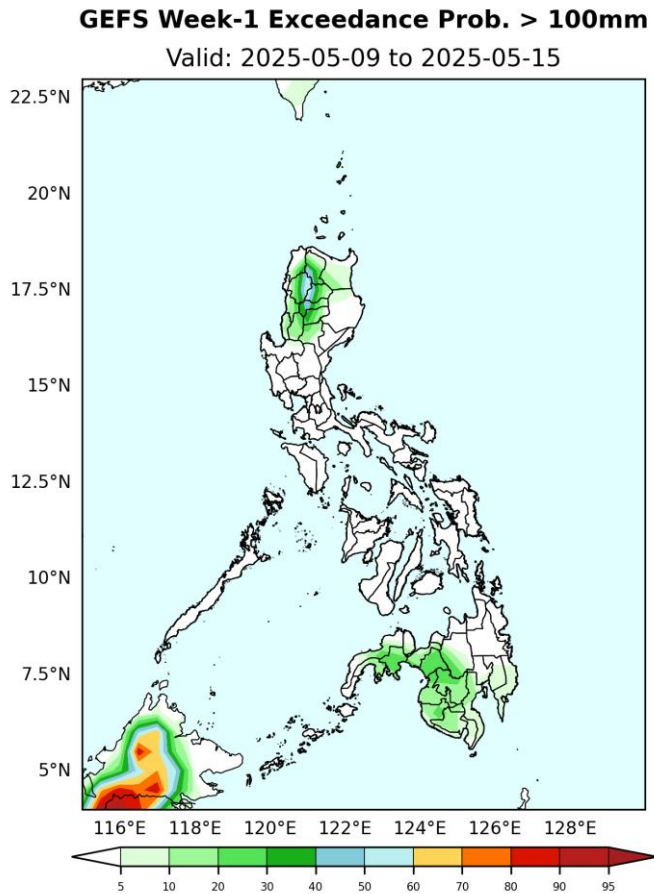 GEFS Week-1 Exceedance Prob. > 100mm
Valid: 2025-05-09 to 2025-05-15
22.5°N
20°N
17.5°N
15°N
12.5°N
10°N
7.5°N
5°N
116°E 118°E 120°E 122°E 124°E 126°E 128°E
5 10 20 30 40 50 60 70 80 90 95